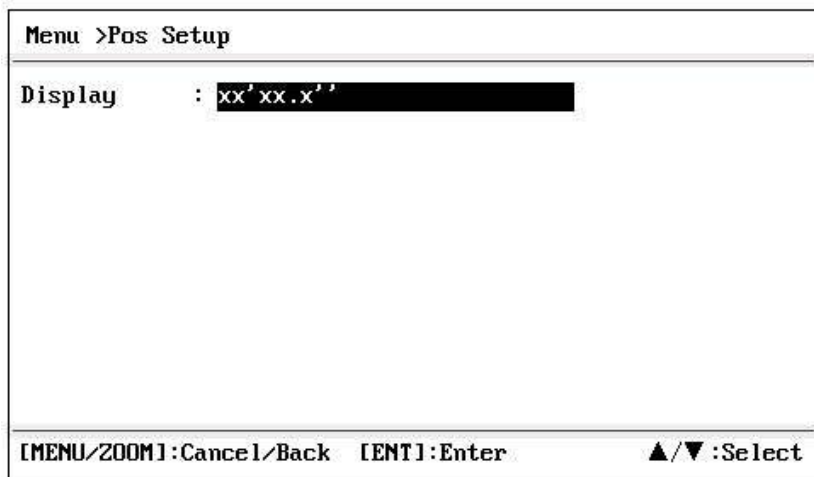 Menu >Pos Setup
Display : xx'xx.x''
[MENU/ZOOM]:Cancel/Back [ENT]:Enter ▲/▼:Select